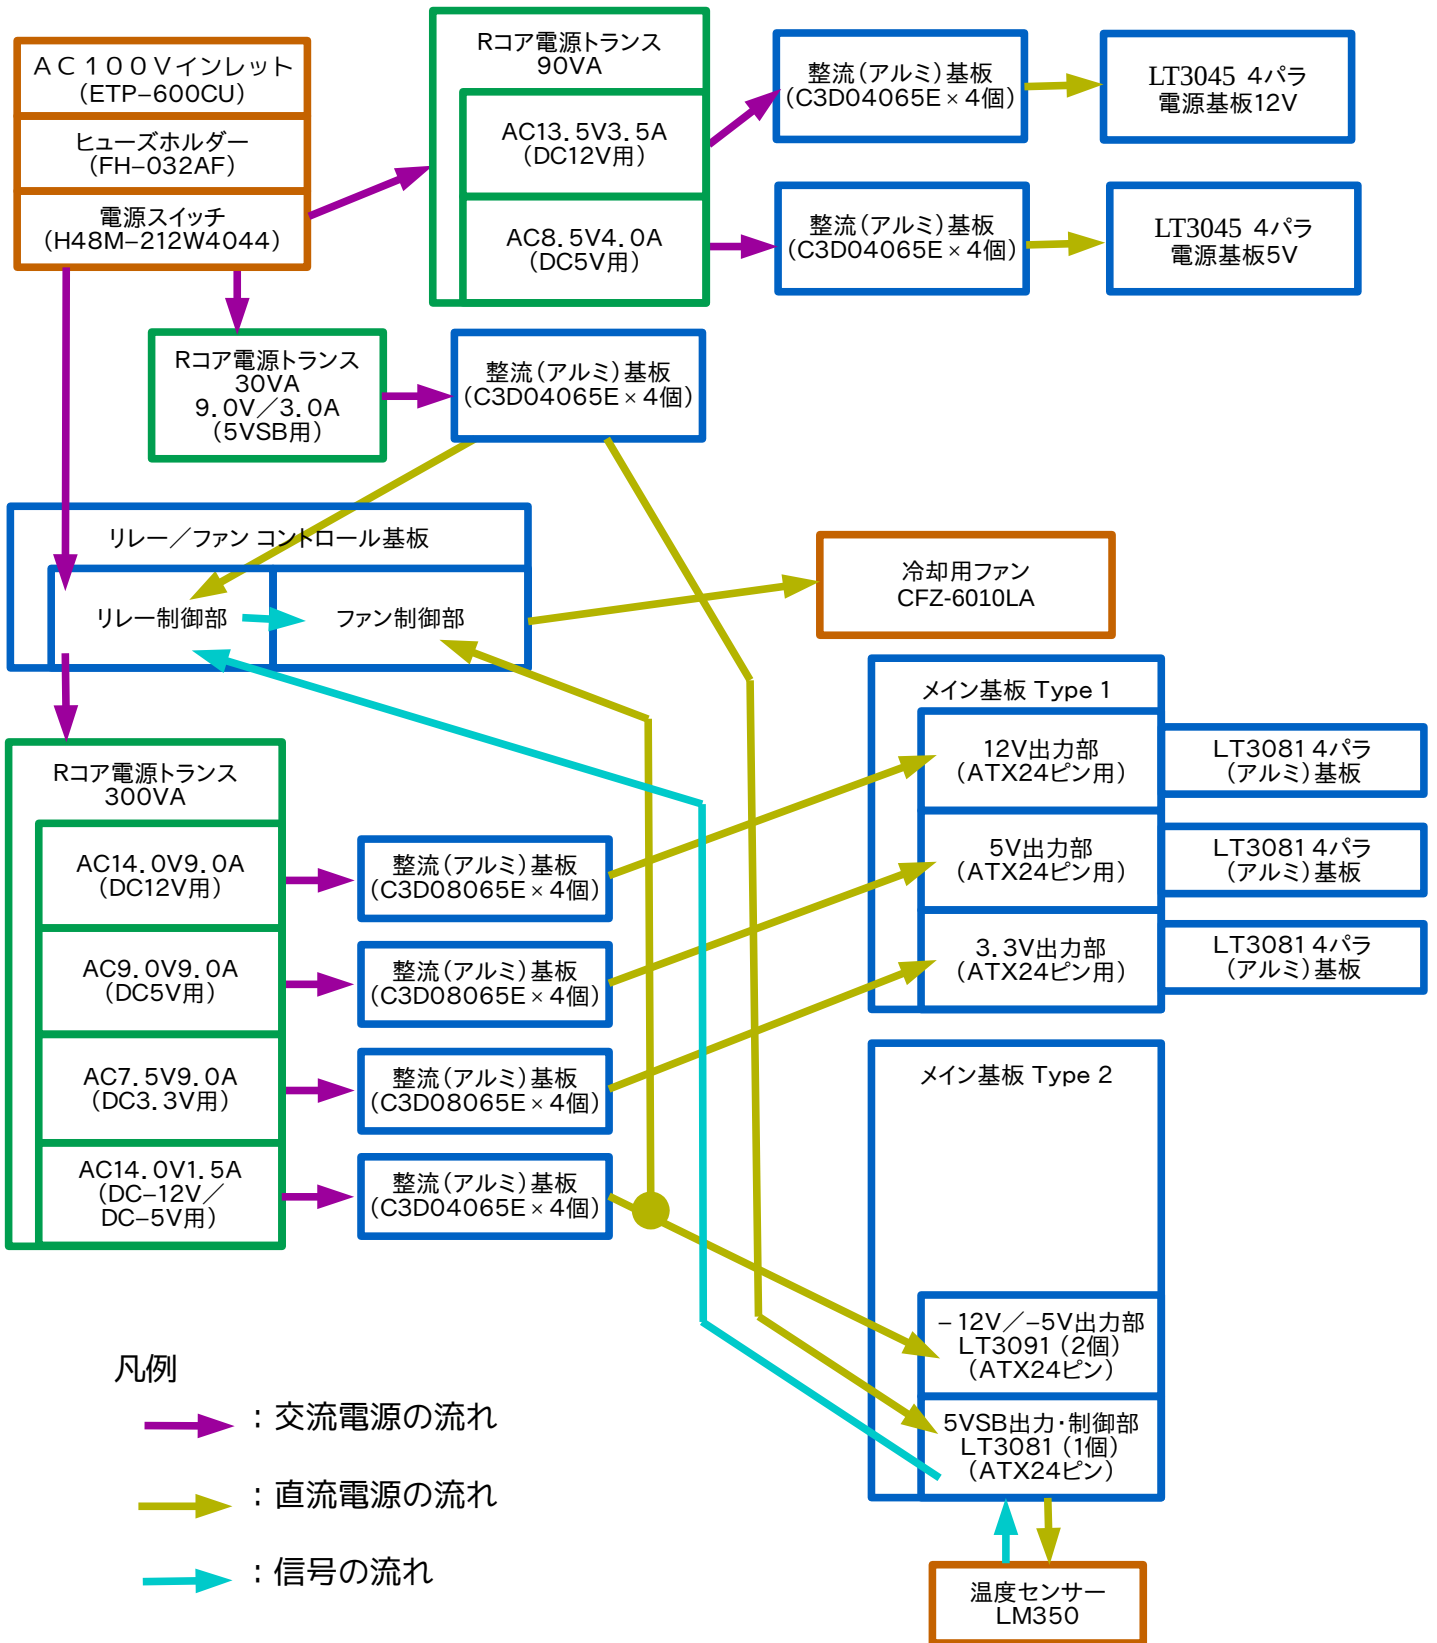 ＡＣ１００Ｖインレット
（ETP−600CU）
ヒューズホルダー
（FH−032AF）
電源スイッチ
（H48M−212W4044）
Rコア電源トランス
90VA
AC13．5V3．5A
（DC12V用）
AC8．5V4．0A
（DC5V用）
整流（アルミ）基板
（C3D04065E×4個）
LT3045 4パラ
電源基板12V
整流（アルミ）基板
（C3D04065E×4個）
LT3045 4パラ
電源基板5V
Rコア電源トランス
30VA
9．0V／3．0A
（5VSB用）
整流（アルミ）基板
（C3D04065E×4個）
リレー／ファン コントロール基板
リレー制御部
ファン制御部
冷却用ファン
CFZ-6010LA
Rコア電源トランス
300VA
AC14．0V9．0A
（DC12V用）
AC9．0V9．0A
（DC5V用）
AC7．5V9．0A
（DC3．3V用）
AC14．0V1．5A
（DC−12V／
DC−5V用）
整流（アルミ）基板
（C3D08065E×4個）
整流（アルミ）基板
（C3D08065E×4個）
整流（アルミ）基板
（C3D08065E×4個）
整流（アルミ）基板
（C3D04065E×4個）
メイン基板 Type 1
12V出力部
（ATX24ピン用）
5V出力部
（ATX24ピン用）
3．3V出力部
（ATX24ピン用）
LT3081 4パラ
（アルミ）基板
LT3081 4パラ
（アルミ）基板
LT3081 4パラ
（アルミ）基板
メイン基板 Type 2
−12V／−5V出力部
LT3091（2個）
（ATX24ピン）
5VSB出力・制御部
LT3081（1個）
（ATX24ピン）
温度センサー
LM350
凡例
：交流電源の流れ
：直流電源の流れ
：信号の流れ